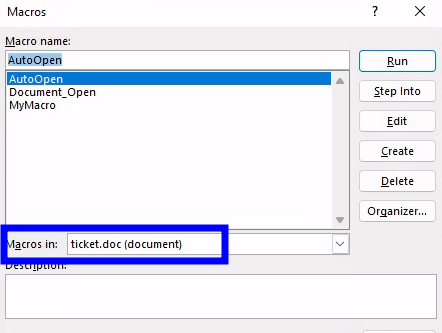 Macros
?
Macro name:
AutoOpen
Run
AutoOpen
Document_Open
MyMacro
Step Into
Edit
Create
Delete
Organizer...
Macros in: ticket.doc (document)
Description: